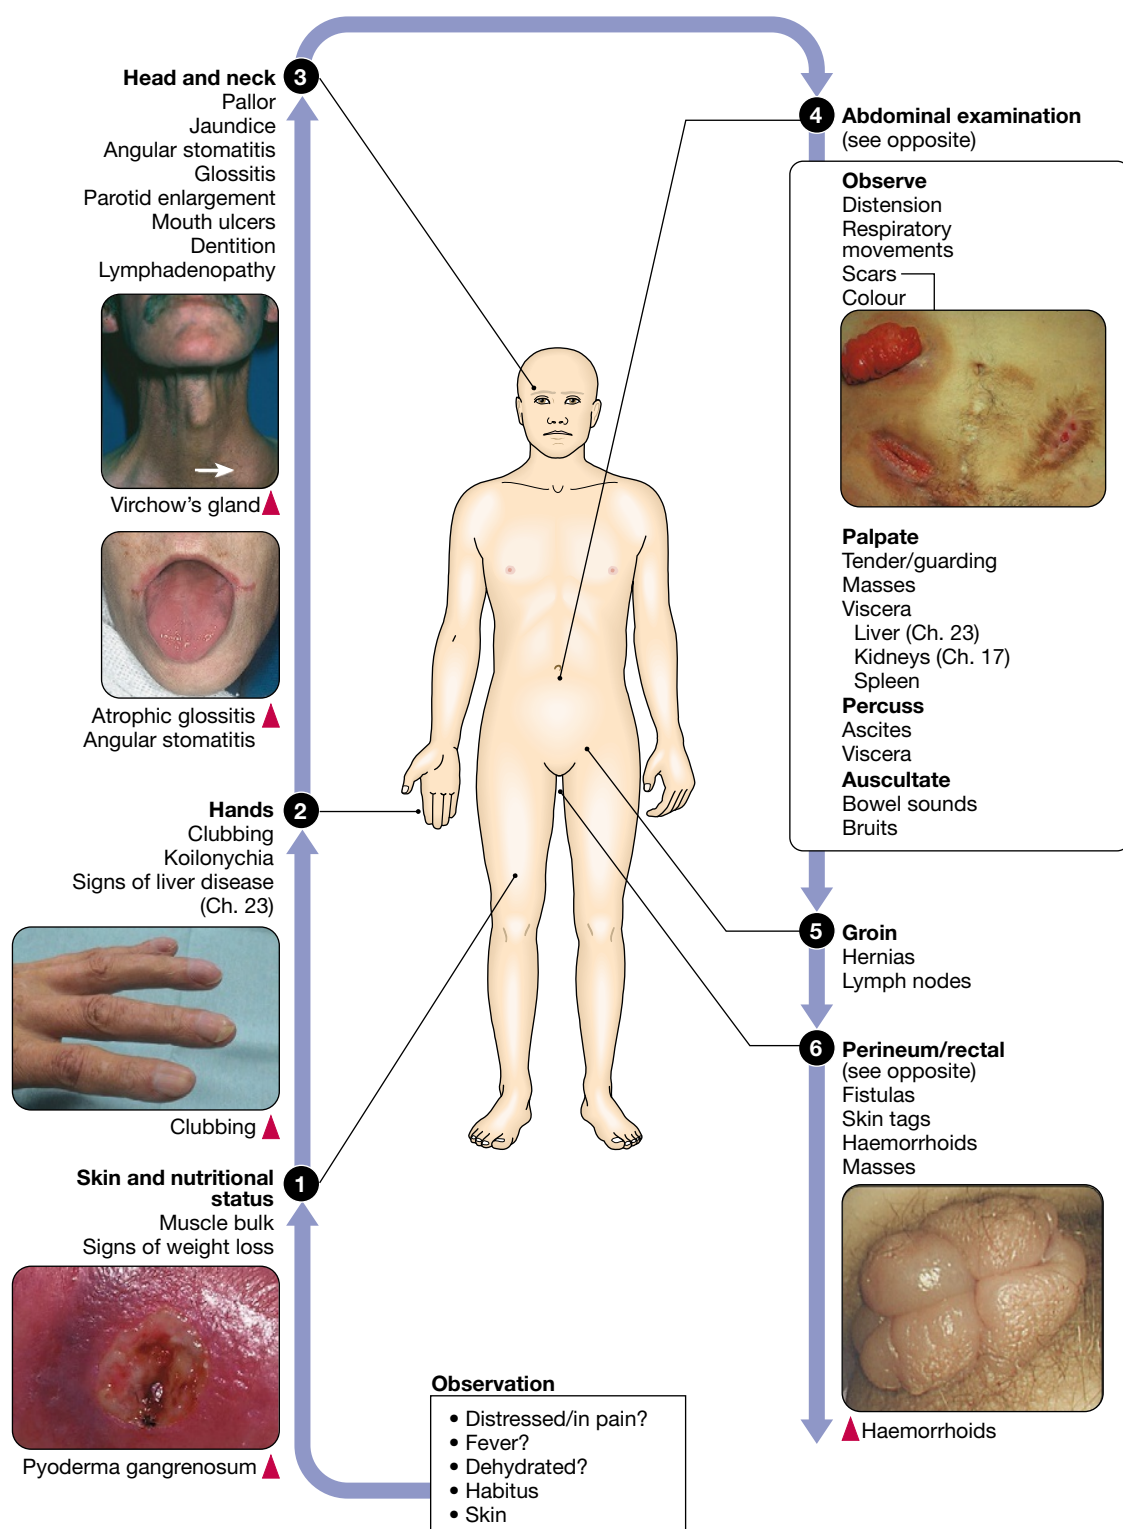 Head and neck 3
Pallor
Jaundice
Angular stomatitis
Glossitis
Parotid enlargement
Mouth ulcers
Dentition
Lymphadenopathy
Virchow's gland
Atrophic glossitis
Angular stomatitis
Hands 2
Clubbing
Koilonychia
Signs of liver disease
(Ch. 23)
Clubbing
Skin and nutritional 1
status
Muscle bulk
Signs of weight loss
Pyoderma gangrenosum
Observation
• Distressed/in pain?
• Fever?
• Dehydrated?
• Habitus
• Skin
4 Abdominal examination
(see opposite)
Observe
Distension
Respiratory
movements
Scars
Colour
Palpate
Tender/guarding
Masses
Viscera
Liver (Ch. 23)
Kidneys (Ch. 17)
Spleen
Percuss
Ascites
Viscera
Auscultate
Bowel sounds
Bruits
5 Groin
Hernias
Lymph nodes
6 Perineum/rectal
(see opposite)
Fistulas
Skin tags
Haemorrhoids
Masses
Haemorrhoids